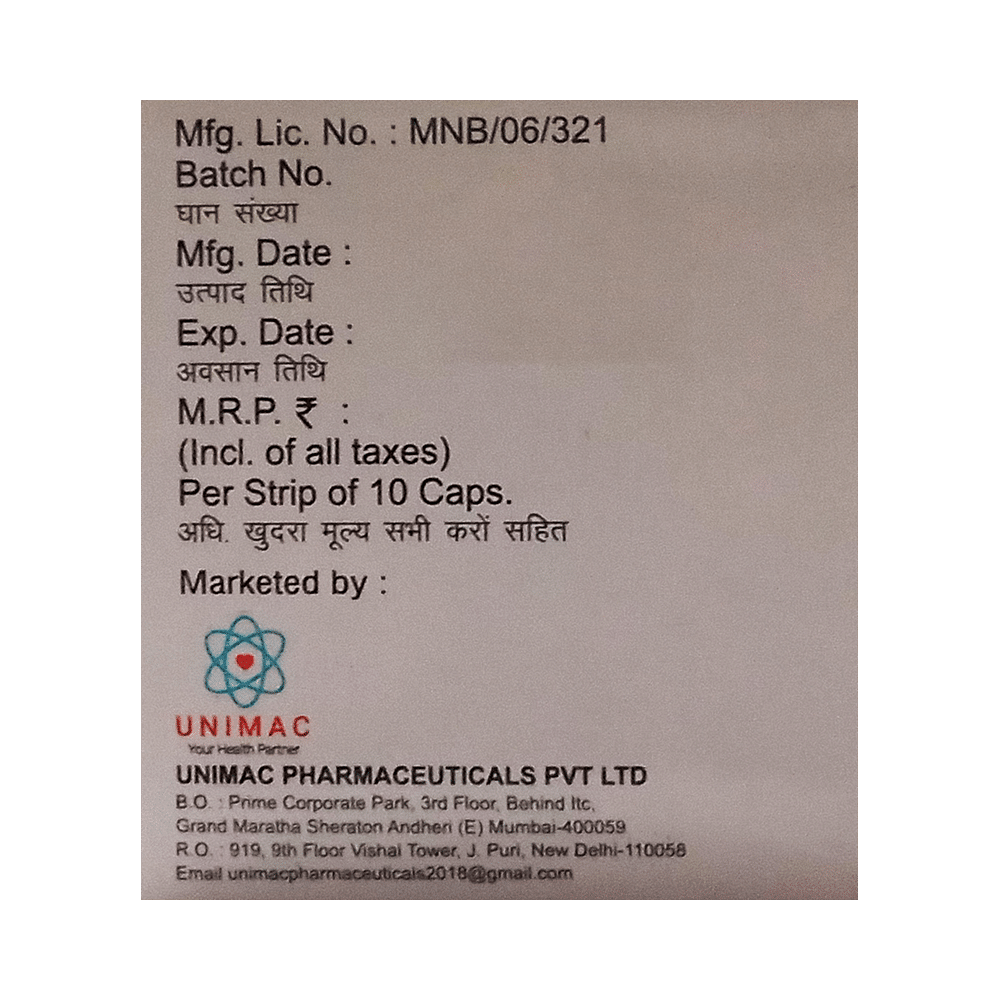 Mfg. Lic. No. : MNB/06/321
Batch No.
घान संख्या
Mfg. Date :
उत्पाद तिथि
Exp. Date :
अवसान तिथि
M.R.P. ₹ :
(Incl. of all taxes)
Per Strip of 10 Caps.
अधि. खुदरा मूल्य सभी करों सहित
Marketed by :
UNIMAC
Your Health Partner
UNIMAC PHARMACEUTICALS PVT LTD
B.O. : Prime Corporate Park, 3rd Floor, Behind Itc,
Grand Maratha Sheraton Andheri (E) Mumbai-400059
R.O. : 919, 9th Floor Vishal Tower, J. Puri, New Delhi-110058
Email unimacpharmaceuticals2018@gmail.com